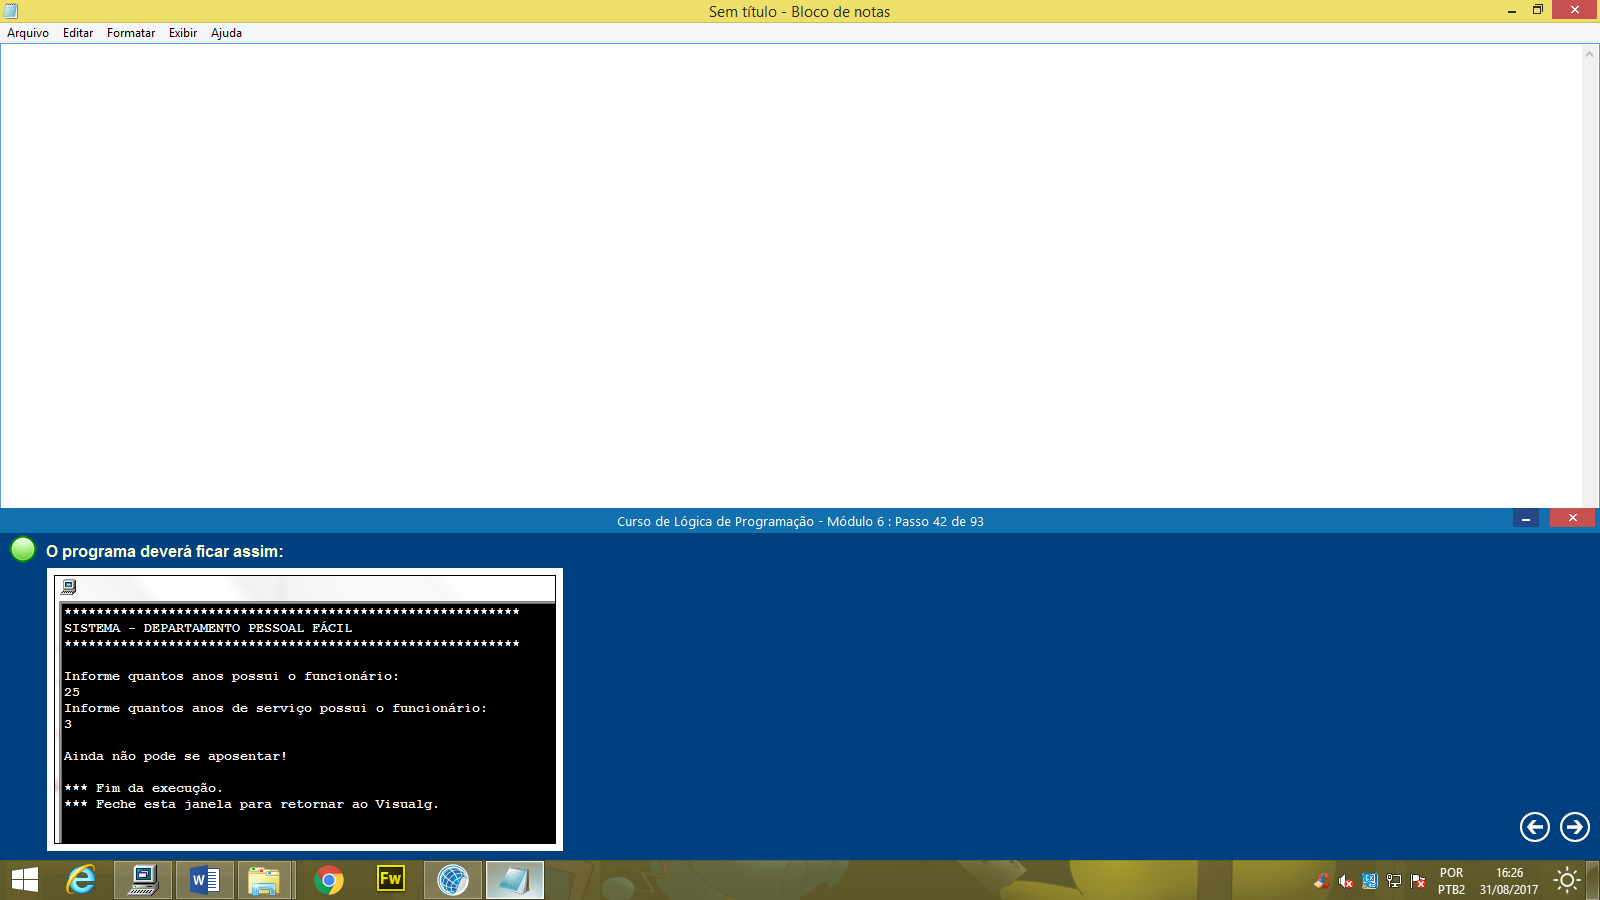 Sem título - Bloco de notas
Arquivo Editar Formatar Exibir Ajuda
Curso de Lógica de Programação - Módulo 6 : Passo 42 de 93
O programa deverá ficar assim:
*********************************************************
SISTEMA - DEPARTAMENTO PESSOAL FÁCIL
*********************************************************
Informe quantos anos possui o funcionário:
25
Informe quantos anos de serviço possui o funcionário:
3
Ainda não pode se aposentar!
*** Fim da execução.
*** Feche esta janela para retornar ao Visualg.
Fw
POR 16:26
PTB2 31/08/2017